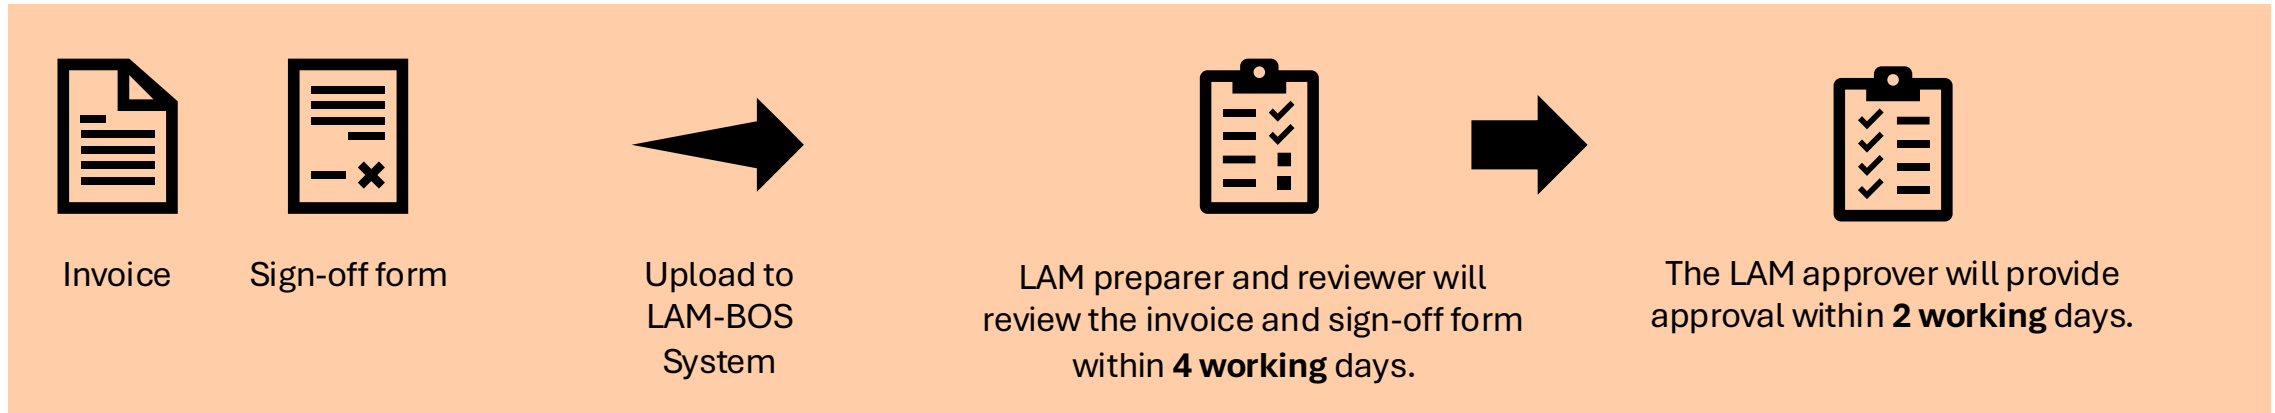 Invoice
Sign-off form
Upload to
LAM-BOS
System
LAM preparer and reviewer will
review the invoice and sign-off form
within 4 working days.
The LAM approver will provide
approval within 2 working days.